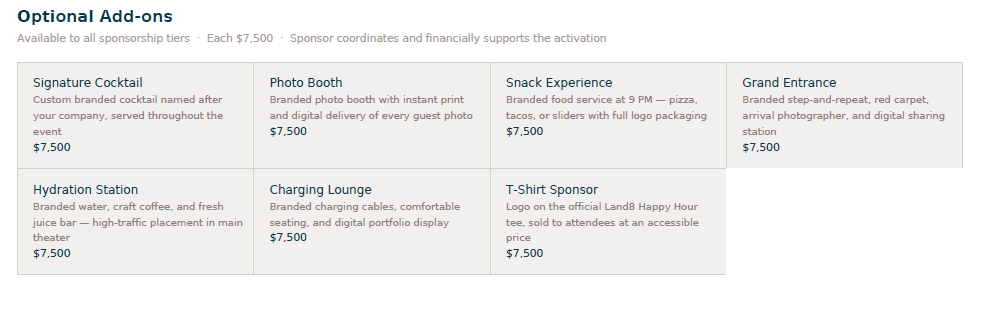 Optional Add-ons
Available to all sponsorship tiers · Each $7,500 · Sponsor coordinates and financially supports the activation
Signature Cocktail
Custom branded cocktail named after
your company, served throughout the
event
$7,500
Photo Booth
Branded photo booth with instant print
and digital delivery of every guest photo
$7,500
Snack Experience
Branded food service at 9 PM — pizza,
tacos, or sliders with full logo packaging
$7,500
Grand Entrance
Branded step-and-repeat, red carpet,
arrival photographer, and digital sharing
station
$7,500
Hydration Station
Branded water, craft coffee, and fresh
juice bar — high-traffic placement in main
theater
$7,500
Charging Lounge
Branded charging cables, comfortable
seating, and digital portfolio display
$7,500
T-Shirt Sponsor
Logo on the official Land8 Happy Hour
tee, sold to attendees at an accessible
price
$7,500